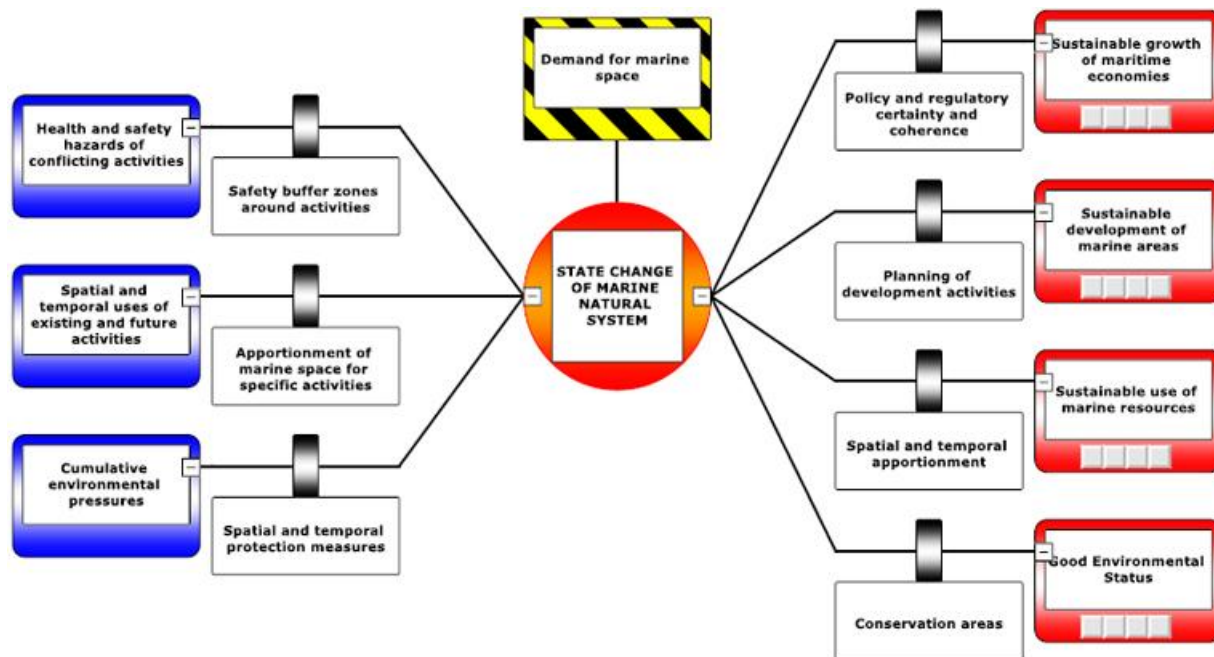 Demand for marine
space
Health and safety
hazards of
conflicting activities
Safety buffer zones
around activities
Spatial and
temporal uses of
existing and future
activities
Apportionment of
marine space for
specific activities
Cumulative
environmental
pressures
Spatial and temporal
protection measures
STATE CHANGE
OF MARINE
NATURAL
SYSTEM
Policy and regulatory
certainty and
coherence
Sustainable growth
of maritime
economies
Planning of
development activities
Sustainable
development of
marine areas
Spatial and temporal
apportionment
Sustainable use of
marine resources
Conservation areas
Good Environmental
Status